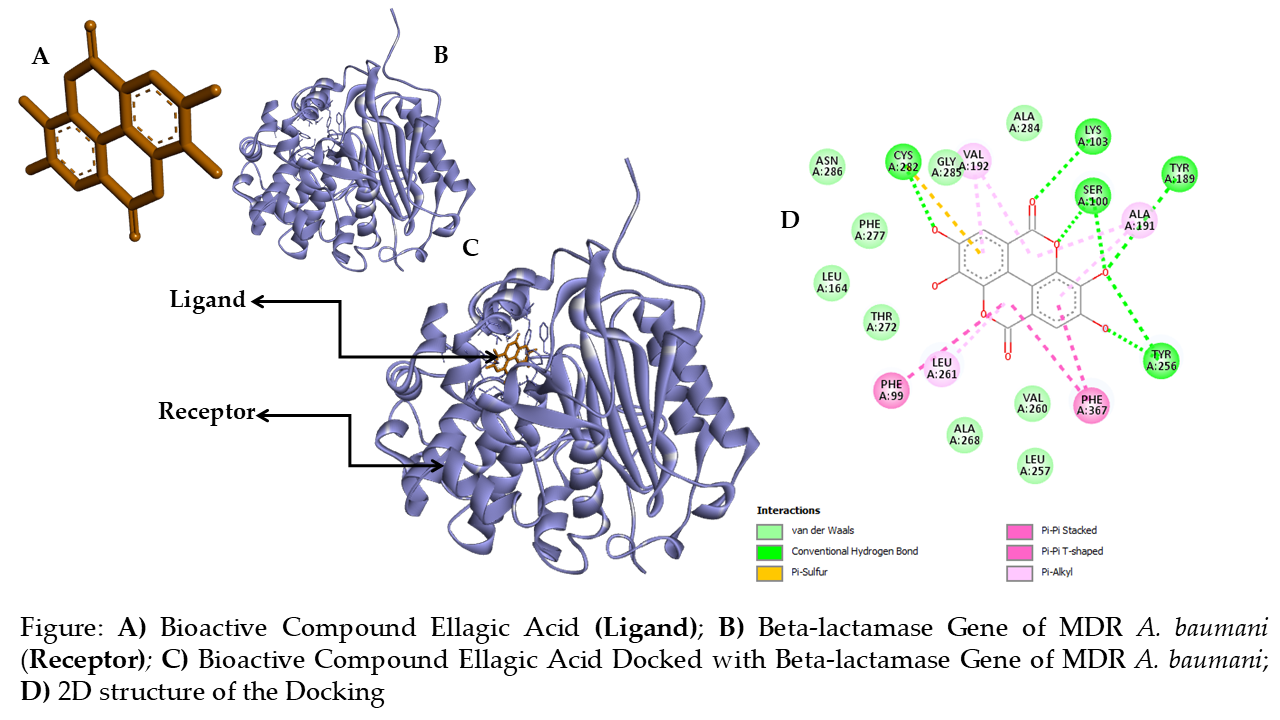 A
B
C
Ligand
Receptor
D
ALA
A:284
LYS
A:103
ASN
A:286
CYS
A:282
GLY
A:285
VAL
A:192
TYR
A:189
SER
A:100
ALA
A:191
PHE
A:277
LEU
A:164
THR
A:272
O
O
O
O
O
O
O
O
LEU
A:261
TYR
A:256
PHE
A:99
VAL
A:260
PHE
A:367
ALA
A:268
LEU
A:257
Interactions
van der Waals
Conventional Hydrogen Bond
Pi-Sulfur
Pi-Pi Stacked
Pi-Pi T-shaped
Pi-Alkyl
Figure: A) Bioactive Compound Ellagic Acid (Ligand); B) Beta-lactamase Gene of MDR A. baumani
(Receptor); C) Bioactive Compound Ellagic Acid Docked with Beta-lactamase Gene of MDR A. baumani;
D) 2D structure of the Docking